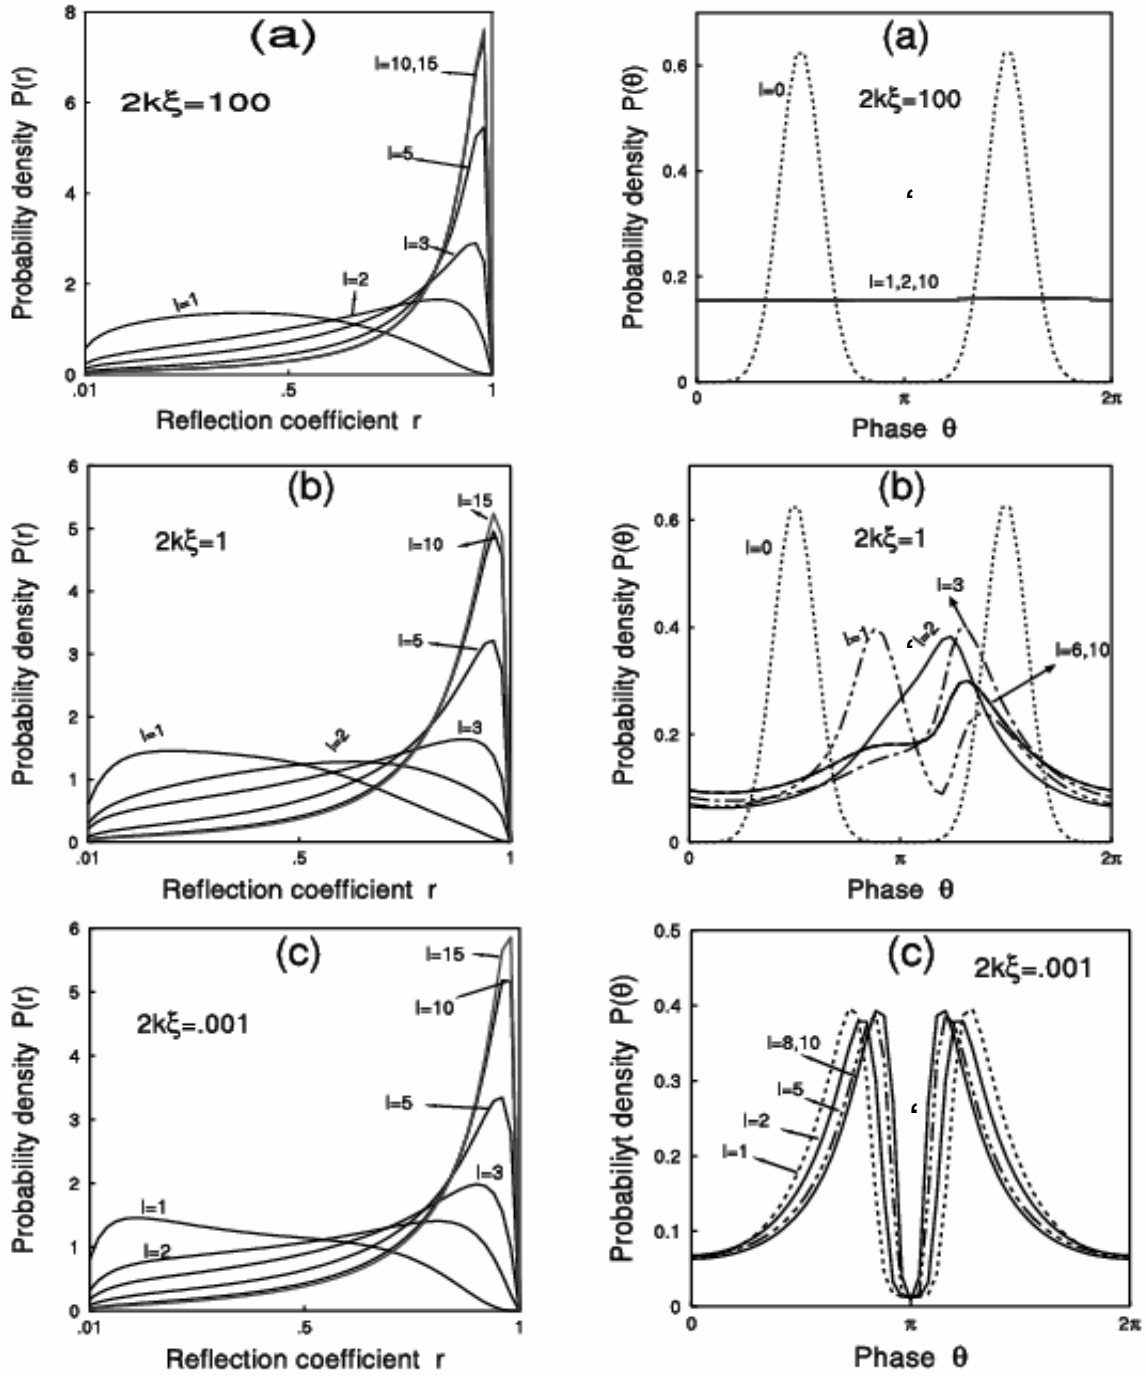 (a)
2kξ=100
Probability density P(r)
8
6
4
2
0
l=10,15
l=5
l=3
l=2
l=1
.01
.5
1
Reflection coefficient r
(a)
2kξ=100
Probability density P(θ)
0.6
0.4
0.2
0
l=0
l=1,2,10
0
π
2π
Phase θ
(b)
2kξ=1
Probability density P(r)
6
5
4
3
2
1
0
l=15
l=10
l=5
l=3
l=2
l=1
.01
.5
1
Reflection coefficient r
(b)
2kξ=1
Probability density P(θ)
0.6
0.4
0.2
0
l=0
l=1
l=2
l=3
l=6,10
0
π
2π
Phase θ
(c)
2kξ=.001
Probability density P(r)
6
5
4
3
2
1
0
l=15
l=10
l=5
l=3
l=1
l=2
.01
.5
1
Reflection coefficient r
(c)
2kξ=.001
Probabiliyt density P(θ)
0.5
0.4
0.3
0.2
0.1
0
l=8,10
l=5
l=2
l=1
0
π
2π
Phase θ